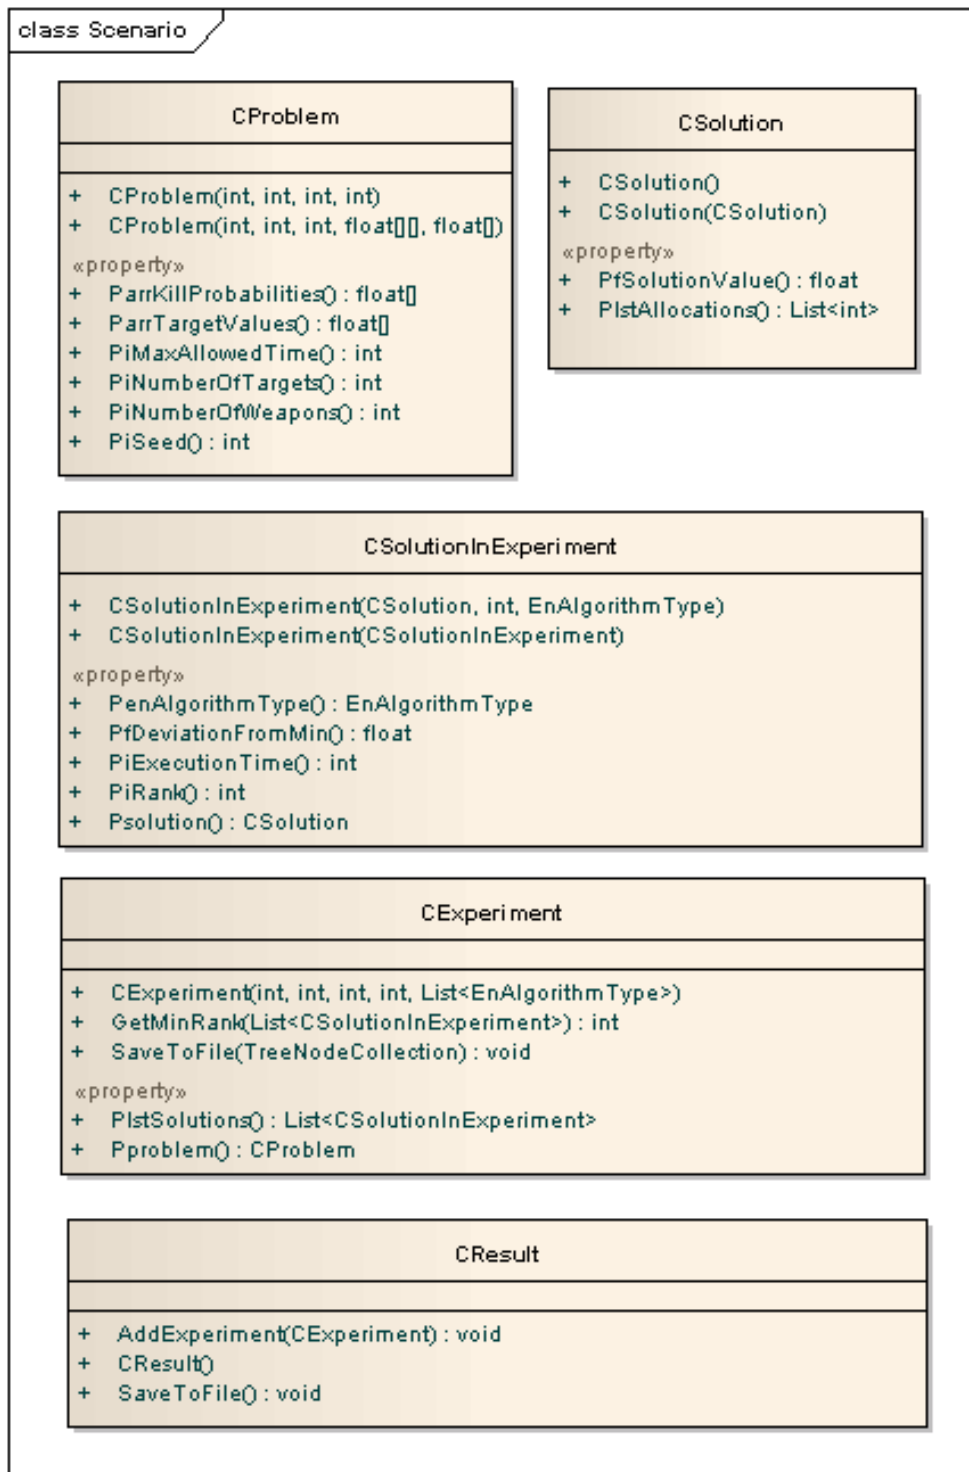 class Scenario
CProblem
+ CProblem(int, int, int, int)
+ CProblem(int, int, int, float[][], float[])
«property»
+ ParrKillProbabilities() : float[]
+ ParrTargetValues() : float[]
+ PiMaxAllowedTime() : int
+ PiNumberOfTargets() : int
+ PiNumberOfWeapons() : int
+ PiSeed() : int
CSolution
+ CSolution()
+ CSolution(CSolution)
«property»
+ PfSolutionValue() : float
+ PlstAllocations() : List<int>
CSolutionInExperiment
+ CSolutionInExperiment(CSolution, int, EnAlgorithmType)
+ CSolutionInExperiment(CSolutionInExperiment)
«property»
+ PenAlgorithmType() : EnAlgorithmType
+ PfDeviationFromMin() : float
+ PiExecutionTime() : int
+ PiRank() : int
+ Psolution() : CSolution
CExperiment
+ CExperiment(int, int, int, int, List<EnAlgorithmType>)
+ GetMinRank(List<CSolutionInExperiment>) : int
+ SaveToFile(TreeNodeCollection) : void
«property»
+ PlstSolutions() : List<CSolutionInExperiment>
+ Pproblem() : CProblem
CResult
+ AddExperiment(CExperiment) : void
+ CResult()
+ SaveToFile() : void